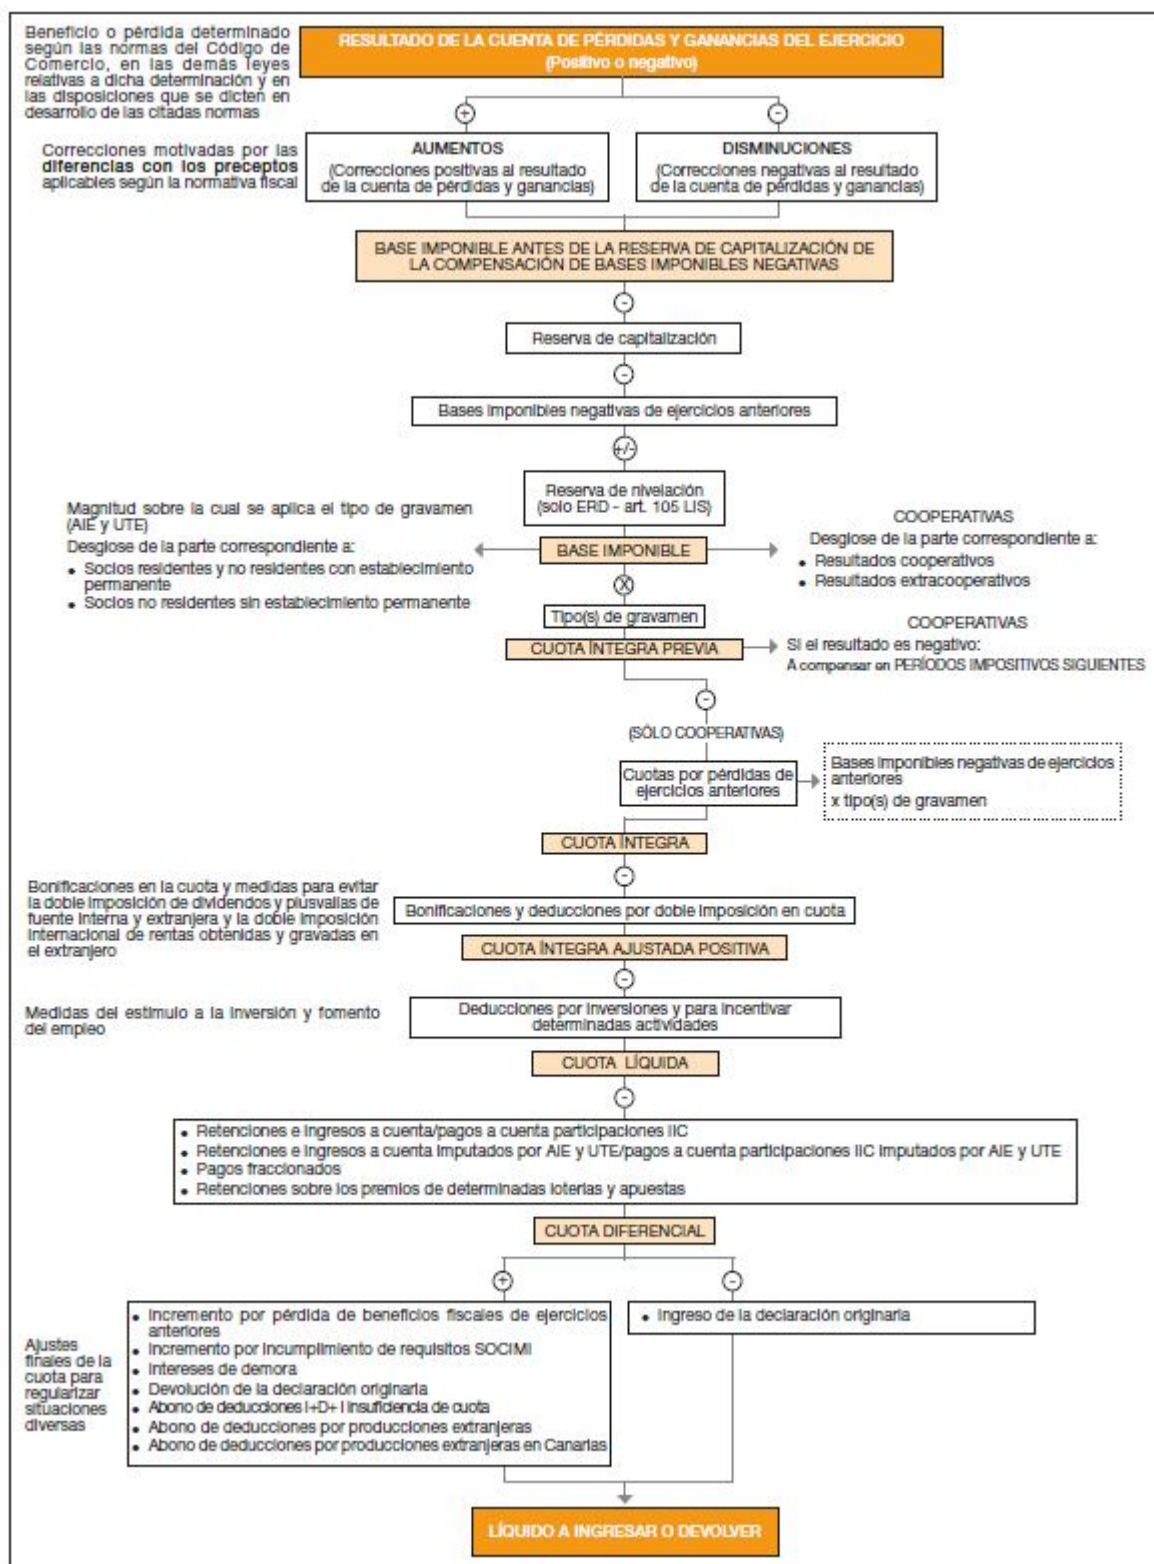 Beneficio o pérdida determinado
según las normas del Código de
Comercio, en las demás leyes
relativas a dicha determinación y en
las disposiciones que se dicten en
desarrollo de las citadas normas
RESULTADO DE LA CUENTA DE PÉRDIDAS Y GANANCIAS DEL EJERCICIO
(Positivo o negativo)
+
-
Correcciones motivadas por las
diferencias con los preceptos
aplicables según la normativa fiscal
AUMENTOS
(Correcciones positivas al resultado
de la cuenta de pérdidas y ganancias)
DISMINUCIONES
(Correcciones negativas al resultado
de la cuenta de pérdidas y ganancias)
BASE IMPONIBLE ANTES DE LA RESERVA DE CAPITALIZACIÓN DE
LA COMPENSACIÓN DE BASES IMPONIBLES NEGATIVAS
-
Reserva de capitalización
-
Bases imponibles negativas de ejercicios anteriores
+/-
Reserva de nivelación
(solo ERD - art. 105 LIS)
Magnitud sobre la cual se aplica el tipo de gravamen
(AIE y UTE)
Desglose de la parte correspondiente a:
• Socios residentes y no residentes con establecimiento
permanente
• Socios no residentes sin establecimiento permanente
BASE IMPONIBLE
COOPERATIVAS
Desglose de la parte correspondiente a:
• Resultados cooperativos
• Resultados extracooperativos
X
Tipo(s) de gravamen
CUOTA ÍNTEGRA PREVIA
COOPERATIVAS
Si el resultado es negativo:
A compensar en PERÍODOS IMPOSITIVOS SIGUIENTES
-
(SÓLO COOPERATIVAS)
Cuotas por pérdidas de
ejercicios anteriores
Bases imponibles negativas de ejercicios
anteriores
x tipo(s) de gravamen
CUOTA ÍNTEGRA
-
Bonificaciones en la cuota y medidas para evitar
la doble imposición de dividendos y plusvalías de
fuente interna y extranjera y la doble imposición
internacional de rentas obtenidas y gravadas en
el extranjero
Bonificaciones y deducciones por doble imposición en cuota
CUOTA ÍNTEGRA AJUSTADA POSITIVA
-
Medidas del estímulo a la inversión y fomento
del empleo
Deducciones por inversiones y para incentivar
determinadas actividades
CUOTA LÍQUIDA
-
• Retenciones e ingresos a cuenta/pagos a cuenta participaciones IIC
• Retenciones e ingresos a cuenta imputados por AIE y UTE/pagos a cuenta participaciones IIC imputados por AIE y UTE
• Pagos fraccionados
• Retenciones sobre los premios de determinadas loterías y apuestas
CUOTA DIFERENCIAL
+
-
Ajustes
finales de la
cuota para
regularizar
situaciones
diversas
• Incremento por pérdida de beneficios fiscales de ejercicios
anteriores
• Incremento por incumplimiento de requisitos SOCIMI
• Intereses de demora
• Devolución de la declaración originaria
• Abono de deducciones I+D+ I insuficiencia de cuota
• Abono de deducciones por producciones extranjeras
• Abono de deducciones por producciones extranjeras en Canarias
• Ingreso de la declaración originaria
LÍQUIDO A INGRESAR O DEVOLVER